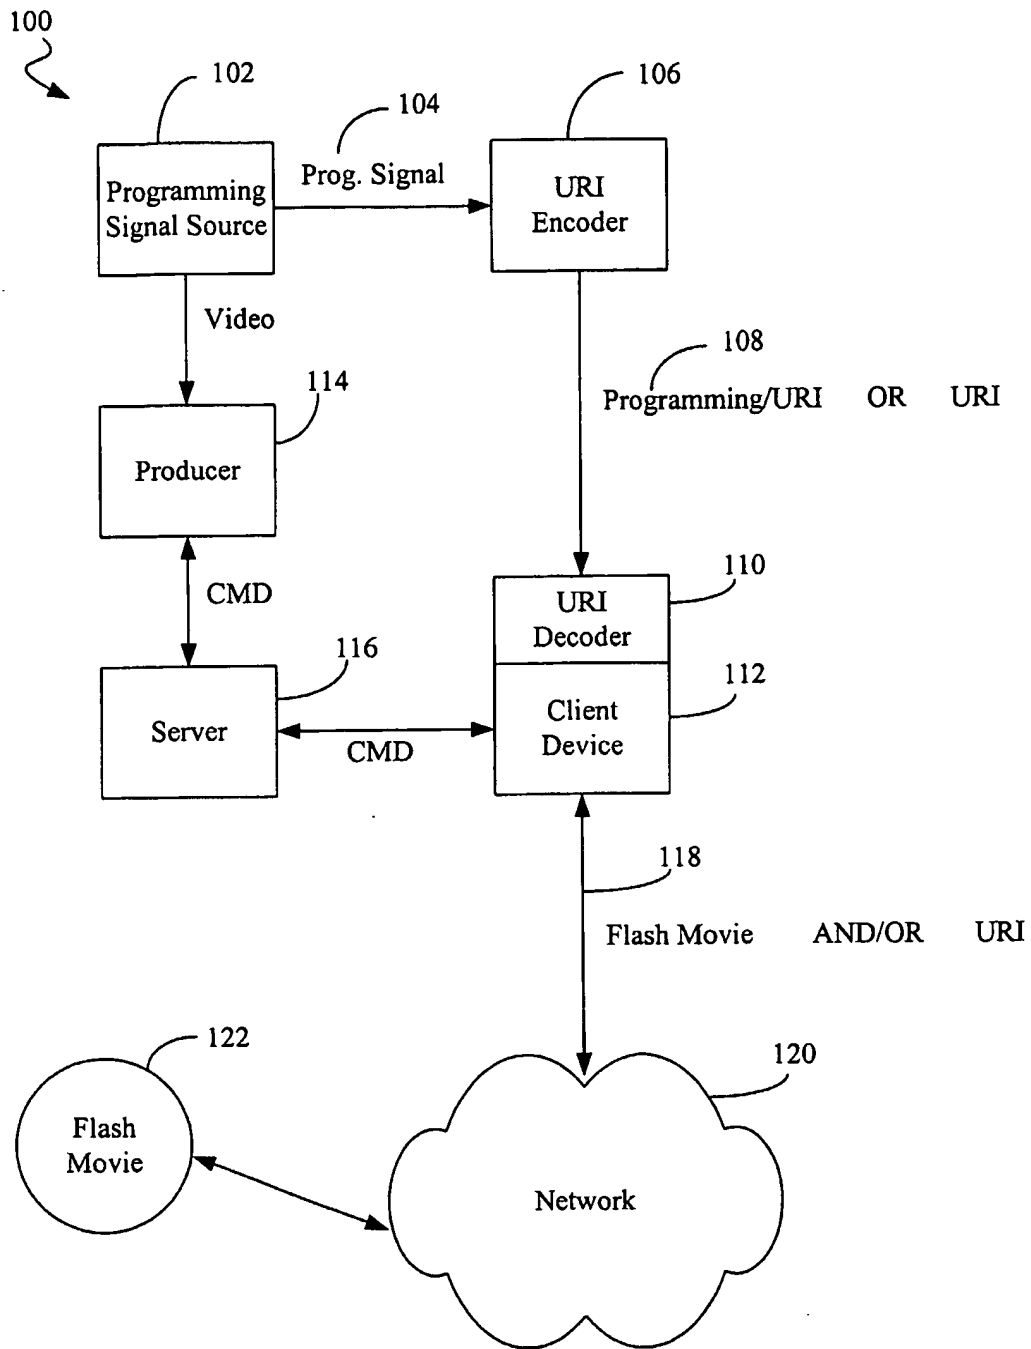 100
102
104
106
Programming
Signal Source
Prog. Signal
URI
Encoder
Video
108
Programming/URI OR URI
114
Producer
CMD
110
URI
Decoder
116
112
Server
CMD
Client
Device
118
Flash Movie AND/OR URI
122
120
Flash
Movie
Network